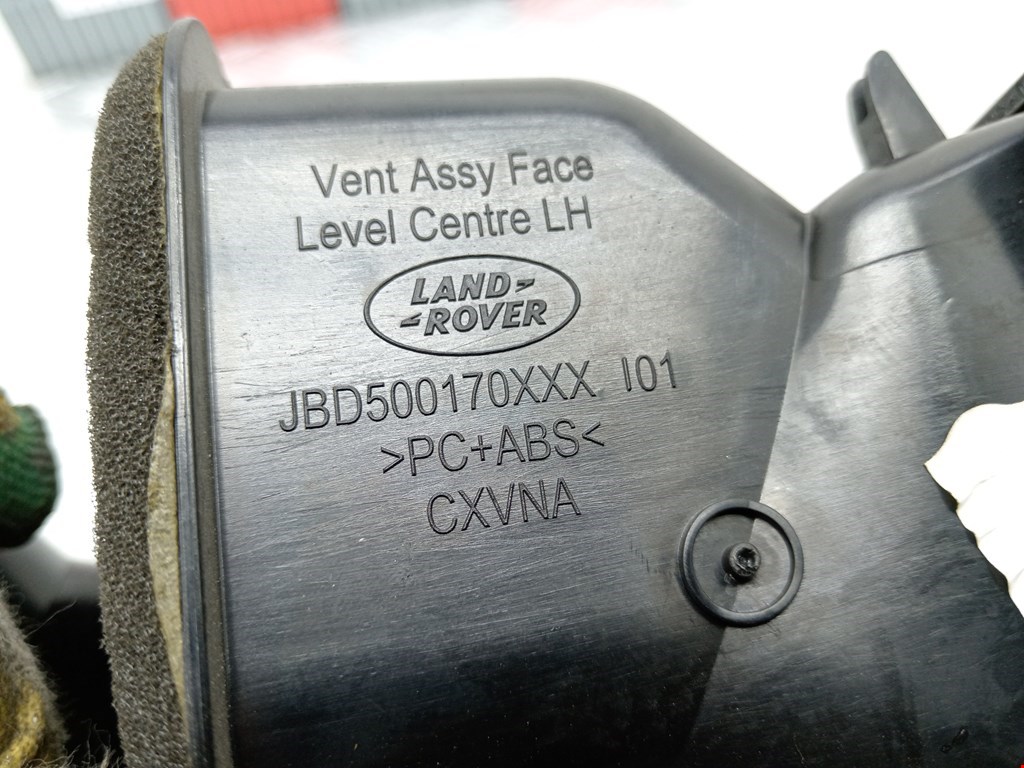 Vent Assy Face
Level Centre LH
LAND
ROVER
JBD500170XXX I01
>PC+ABS<
CXVNA